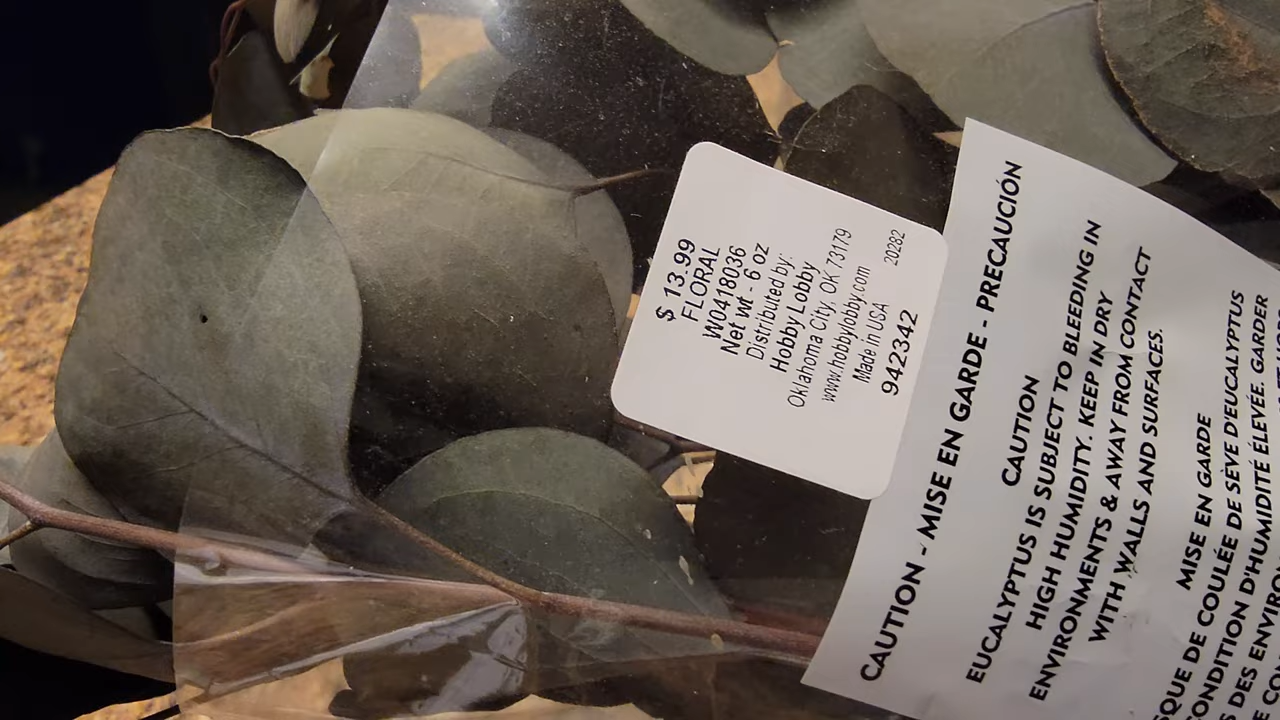 $ 13.99
FLORAL
W0418036
Net wt - 6 oz
Distributed by:
Hobby Lobby
Oklahoma City, OK 73179
www.hobbylobby.com
Made in USA
942342
20282
CAUTION - MISE EN GARDE - PRECAUCIÓN
CAUTION
EUCALYPTUS IS SUBJECT TO BLEEDING IN
HIGH HUMIDITY. KEEP IN DRY
ENVIRONMENTS & AWAY FROM CONTACT
WITH WALLS AND SURFACES.
MISE EN GARDE
DE COULÉE DE SÈVE D'EUCALYPTUS
D'HUMIDITÉ ÉLEVÉE. GARDER
DES